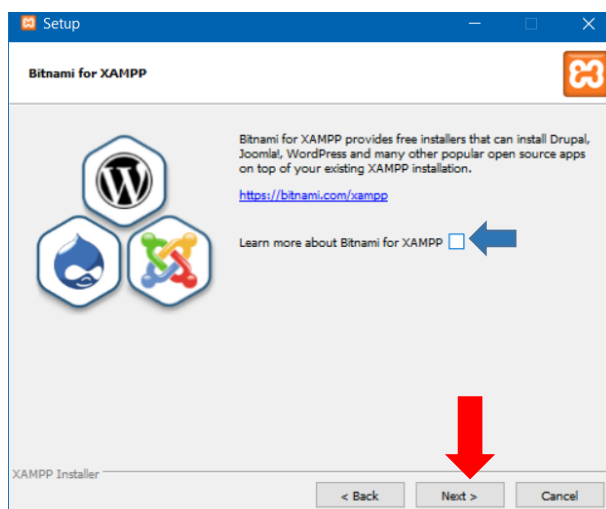 Setup
Bitnami for XAMPP
Bitnami for XAMPP provides free installers that can install Drupal,
Joomla!, WordPress and many other popular open source apps
on top of your existing XAMPP installation.
https://bitnami.com/xampp
Learn more about Bitnami for XAMPP
XAMPP Installer
< Back
Next >
Cancel